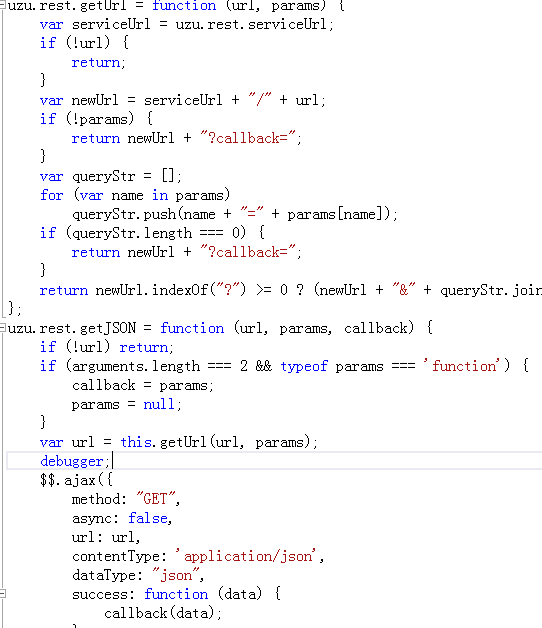 uzu.rest.getUrl = function (url, params) {
var serviceUrl = uzu.rest.serviceUrl;
if (!url) {
return;
}
var newUrl = serviceUrl + "/" + url;
if (!params) {
return newUrl + "?callback=";
}
var queryStr = [];
for (var name in params)
queryStr.push(name + "=" + params[name]);
if (queryStr.length === 0) {
return newUrl + "?callback=";
}
return newUrl.indexOf("?") >= 0 ? (newUrl + "&" + queryStr.join
};
uzu.rest.getJSON = function (url, params, callback) {
if (!url) return;
if (arguments.length === 2 && typeof params === 'function') {
callback = params;
params = null;
}
var url = this.getUrl(url, params);
debugger;
$$.ajax({
method: "GET",
async: false,
url: url,
contentType: 'application/json',
dataType: "json",
success: function (data) {
callback(data);
}